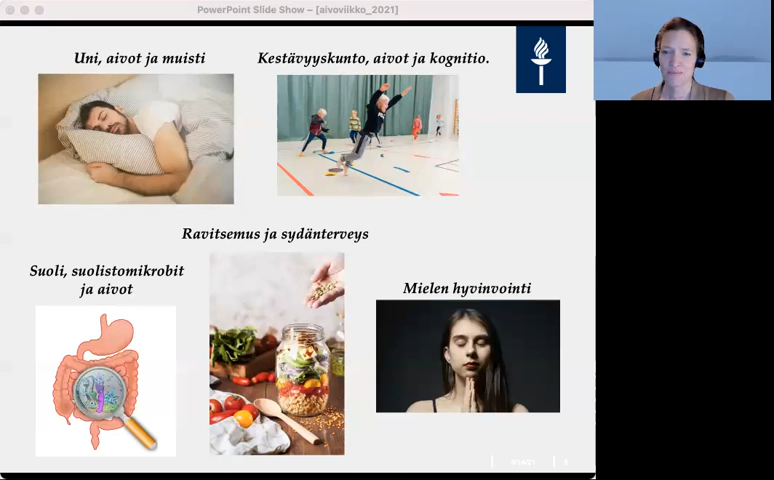 PowerPoint Slide Show – [aivoviikko_2021]
Uni, aivot ja muisti
Kestävyyskunto, aivot ja kognitio.
Ravitsemus ja sydänterveys
Suoli, suolistomikrobit
ja aivot
Mielen hyvinvointi